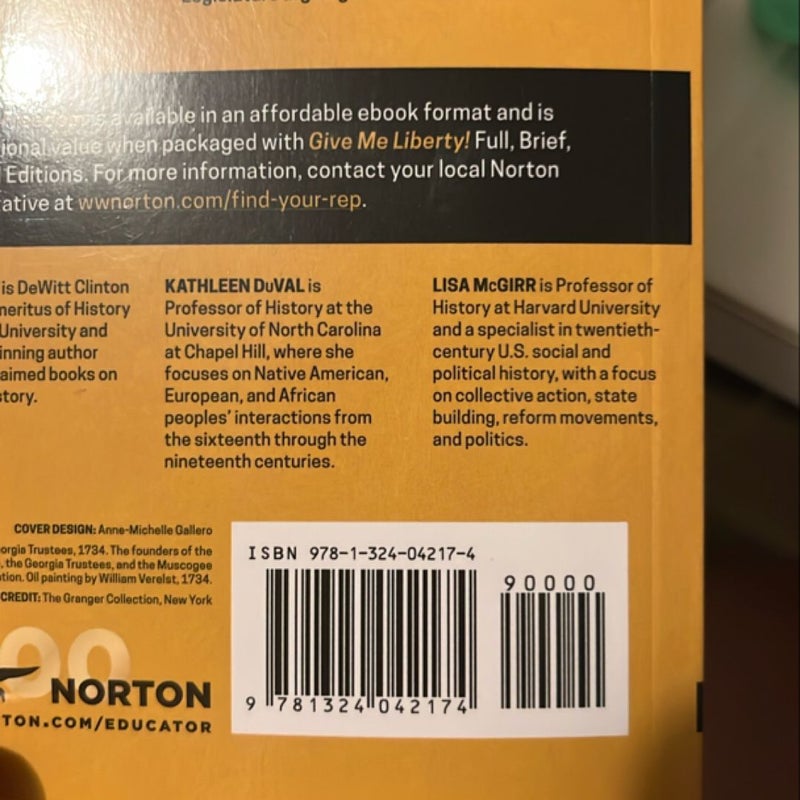 available in an affordable ebook format and is
ional value when packaged with Give Me Liberty! Full, Brief,
Editions. For more information, contact your local Norton
ative at wwnorton.com/find-your-rep.
is DeWitt Clinton
meritus of History
University and
inning author
aimed books on
story.
KATHLEEN DuVAL is
Professor of History at the
University of North Carolina
at Chapel Hill, where she
focuses on Native American,
European, and African
peoples' interactions from
the sixteenth through the
nineteenth centuries.
LISA McGIRR is Professor of
History at Harvard University
and a specialist in twentieth-
century U.S. social and
political history, with a focus
on collective action, state
building, reform movements,
and politics.
COVER DESIGN: Anne-Michelle Gallero
orgia Trustees, 1734. The founders of the
, the Georgia Trustees, and the Muscogee
tion. Oil painting by William Verelst, 1734.
CREDIT: The Granger Collection, New York
NORTON
TON.COM/EDUCATOR
ISBN 978-1-324-04217-4
90000
9 781324 042174